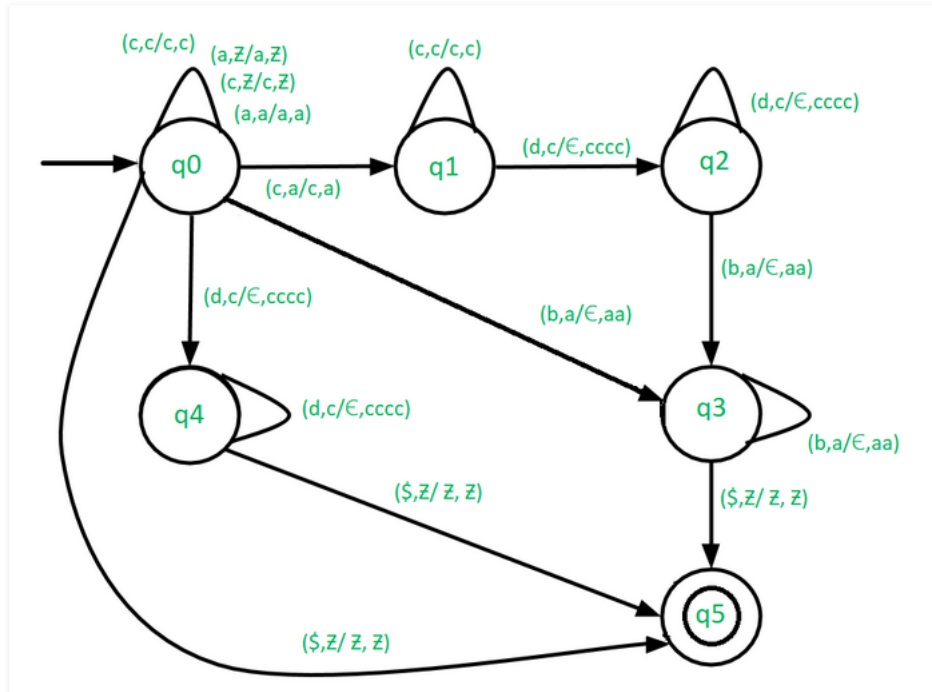 (c,c/c,c)
(a,Ƶ/a,Ƶ)
(c,Ƶ/c,Ƶ)
(a,a/a,a)
(c,c/c,c)
(d,c/Є,cccc)
q0
q1
q2
(c,a/c,a)
(d,c/Є,cccc)
(b,a/Є,aa)
(d,c/Є,cccc)
(b,a/Є,aa)
q4
(d,c/Є,cccc)
q3
(b,a/Є,aa)
($,Ƶ/ Ƶ, Ƶ)
($,Ƶ/ Ƶ, Ƶ)
q5
($,Ƶ/ Ƶ, Ƶ)